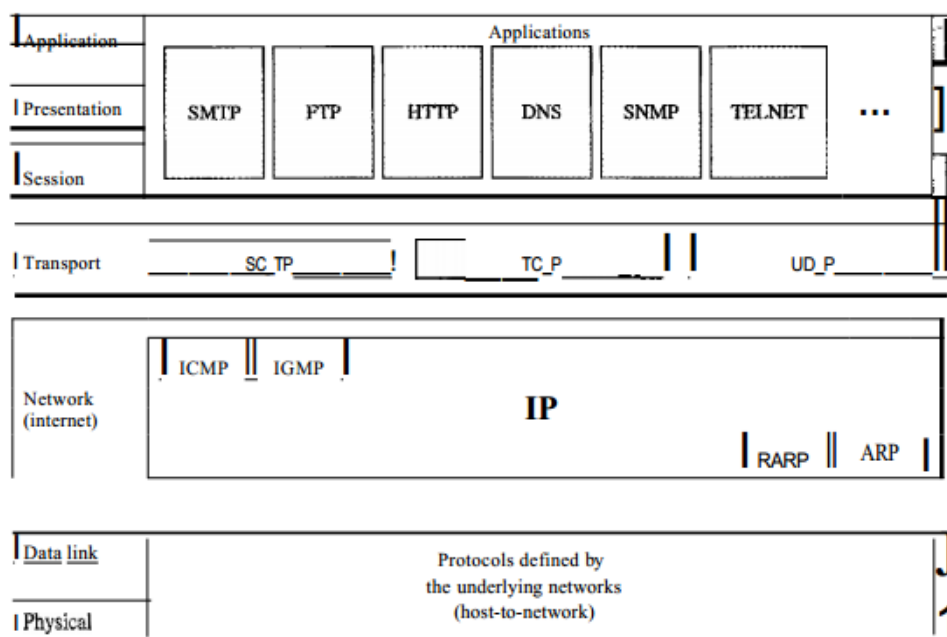 Application
Applications
Presentation
SMTP FTP HTTP DNS SNMP TELNET ...
Session
Transport
SC_TP TC_P UD_P
ICMP IGMP
Network
(internet)
IP
RARP ARP
Data link
Protocols defined by
the underlying networks
(host-to-network)
Physical